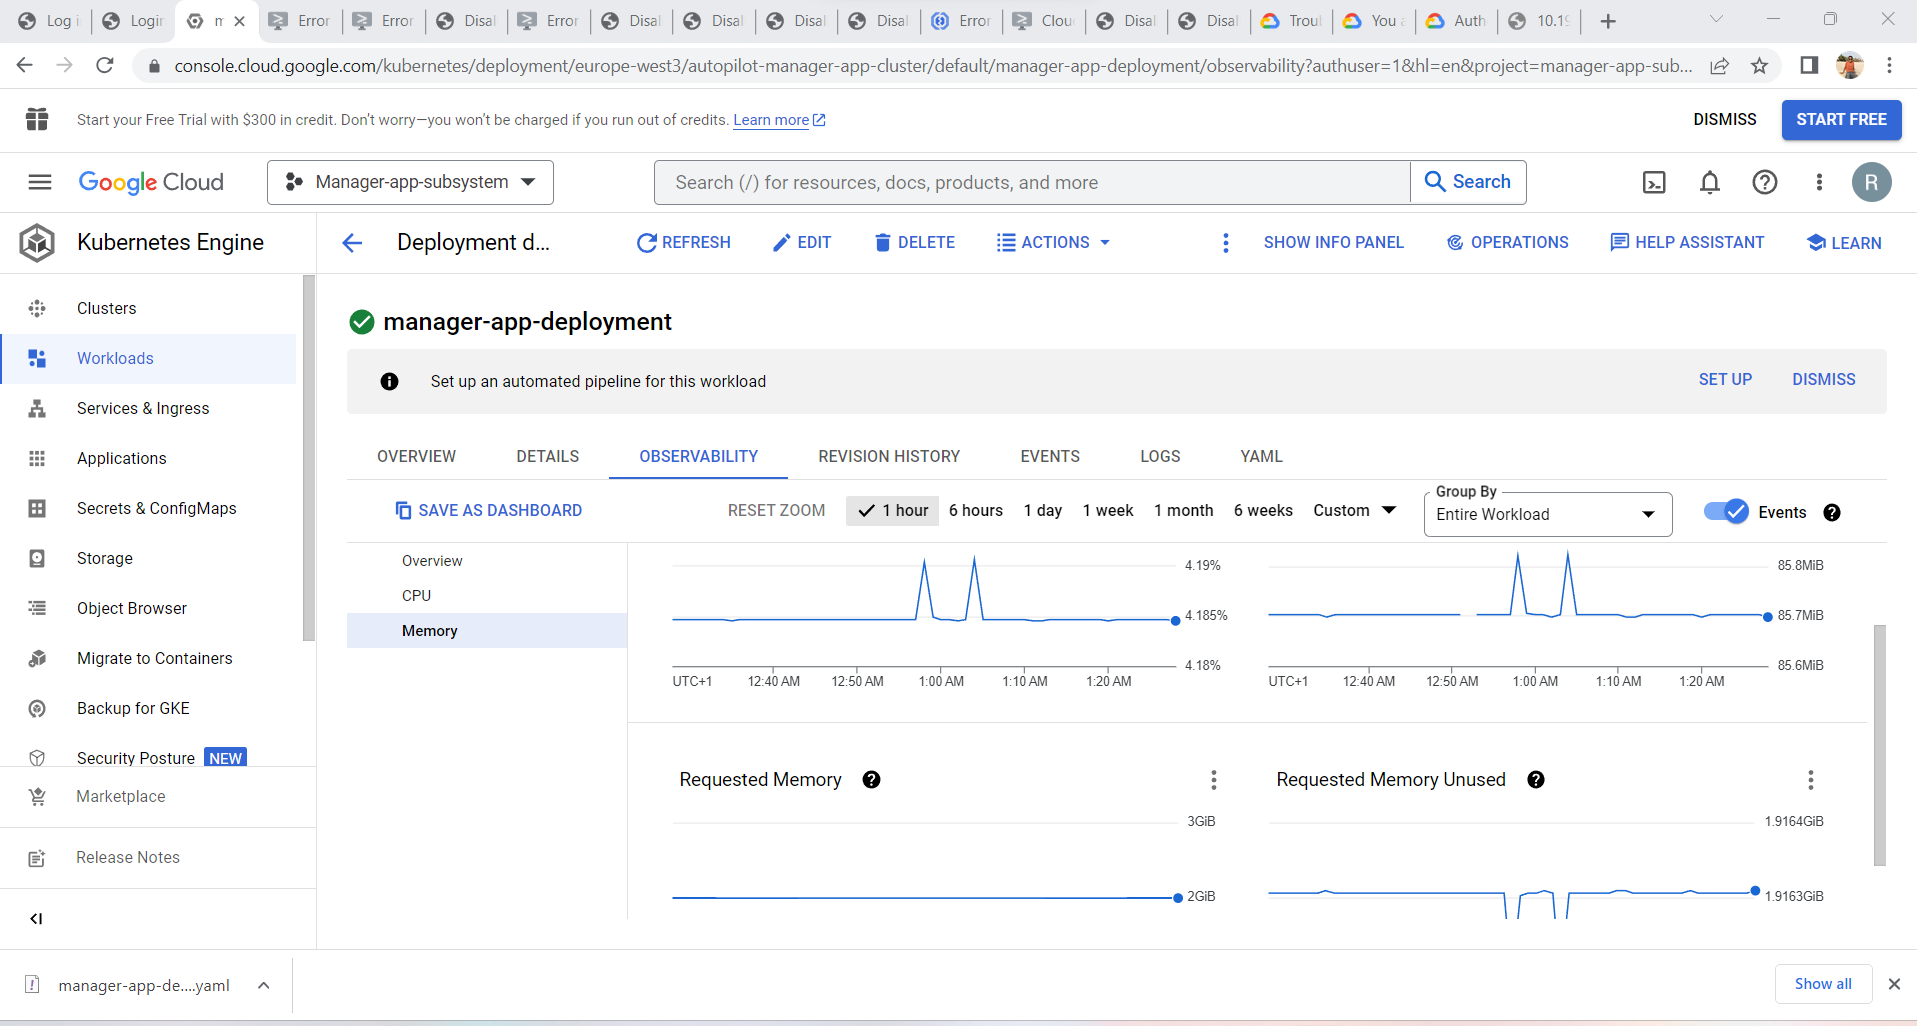 Log i
Login
m
Error
Error
Disal
Error
Disal
Disal
Disal
Disal
Error
Clou
Disal
Disal
Trou
You a
Auth
10.19
console.cloud.google.com/kubernetes/deployment/europe-west3/autopilot-manager-app-cluster/default/manager-app-deployment/observability?authuser=1&hl=en&project=manager-app-sub...
Start your Free Trial with $300 in credit. Don't worry—you won't be charged if you run out of credits. Learn more
DISMISS
START FREE
Google Cloud
Manager-app-subsystem
Search (/) for resources, docs, products, and more
Search
R
Kubernetes Engine
Deployment d...
REFRESH
EDIT
DELETE
ACTIONS
SHOW INFO PANEL
OPERATIONS
HELP ASSISTANT
LEARN
Clusters
Workloads
Services & Ingress
Applications
Secrets & ConfigMaps
Storage
Object Browser
Migrate to Containers
Backup for GKE
Security Posture NEW
Marketplace
Release Notes
manager-app-deployment
Set up an automated pipeline for this workload
SET UP
DISMISS
OVERVIEW
DETAILS
OBSERVABILITY
REVISION HISTORY
EVENTS
LOGS
YAML
SAVE AS DASHBOARD
RESET ZOOM
1 hour
6 hours
1 day
1 week
1 month
6 weeks
Custom
Group By
Entire Workload
Events
Overview
CPU
Memory
4.19%
4.185%
4.18%
UTC+1
12:40 AM
12:50 AM
1:00 AM
1:10 AM
1:20 AM
85.8MiB
85.7MiB
85.6MiB
UTC+1
12:40 AM
12:50 AM
1:00 AM
1:10 AM
1:20 AM
Requested Memory
3GiB
2GiB
Requested Memory Unused
1.9164GiB
1.9163GiB
manager-app-de....yaml
Show all